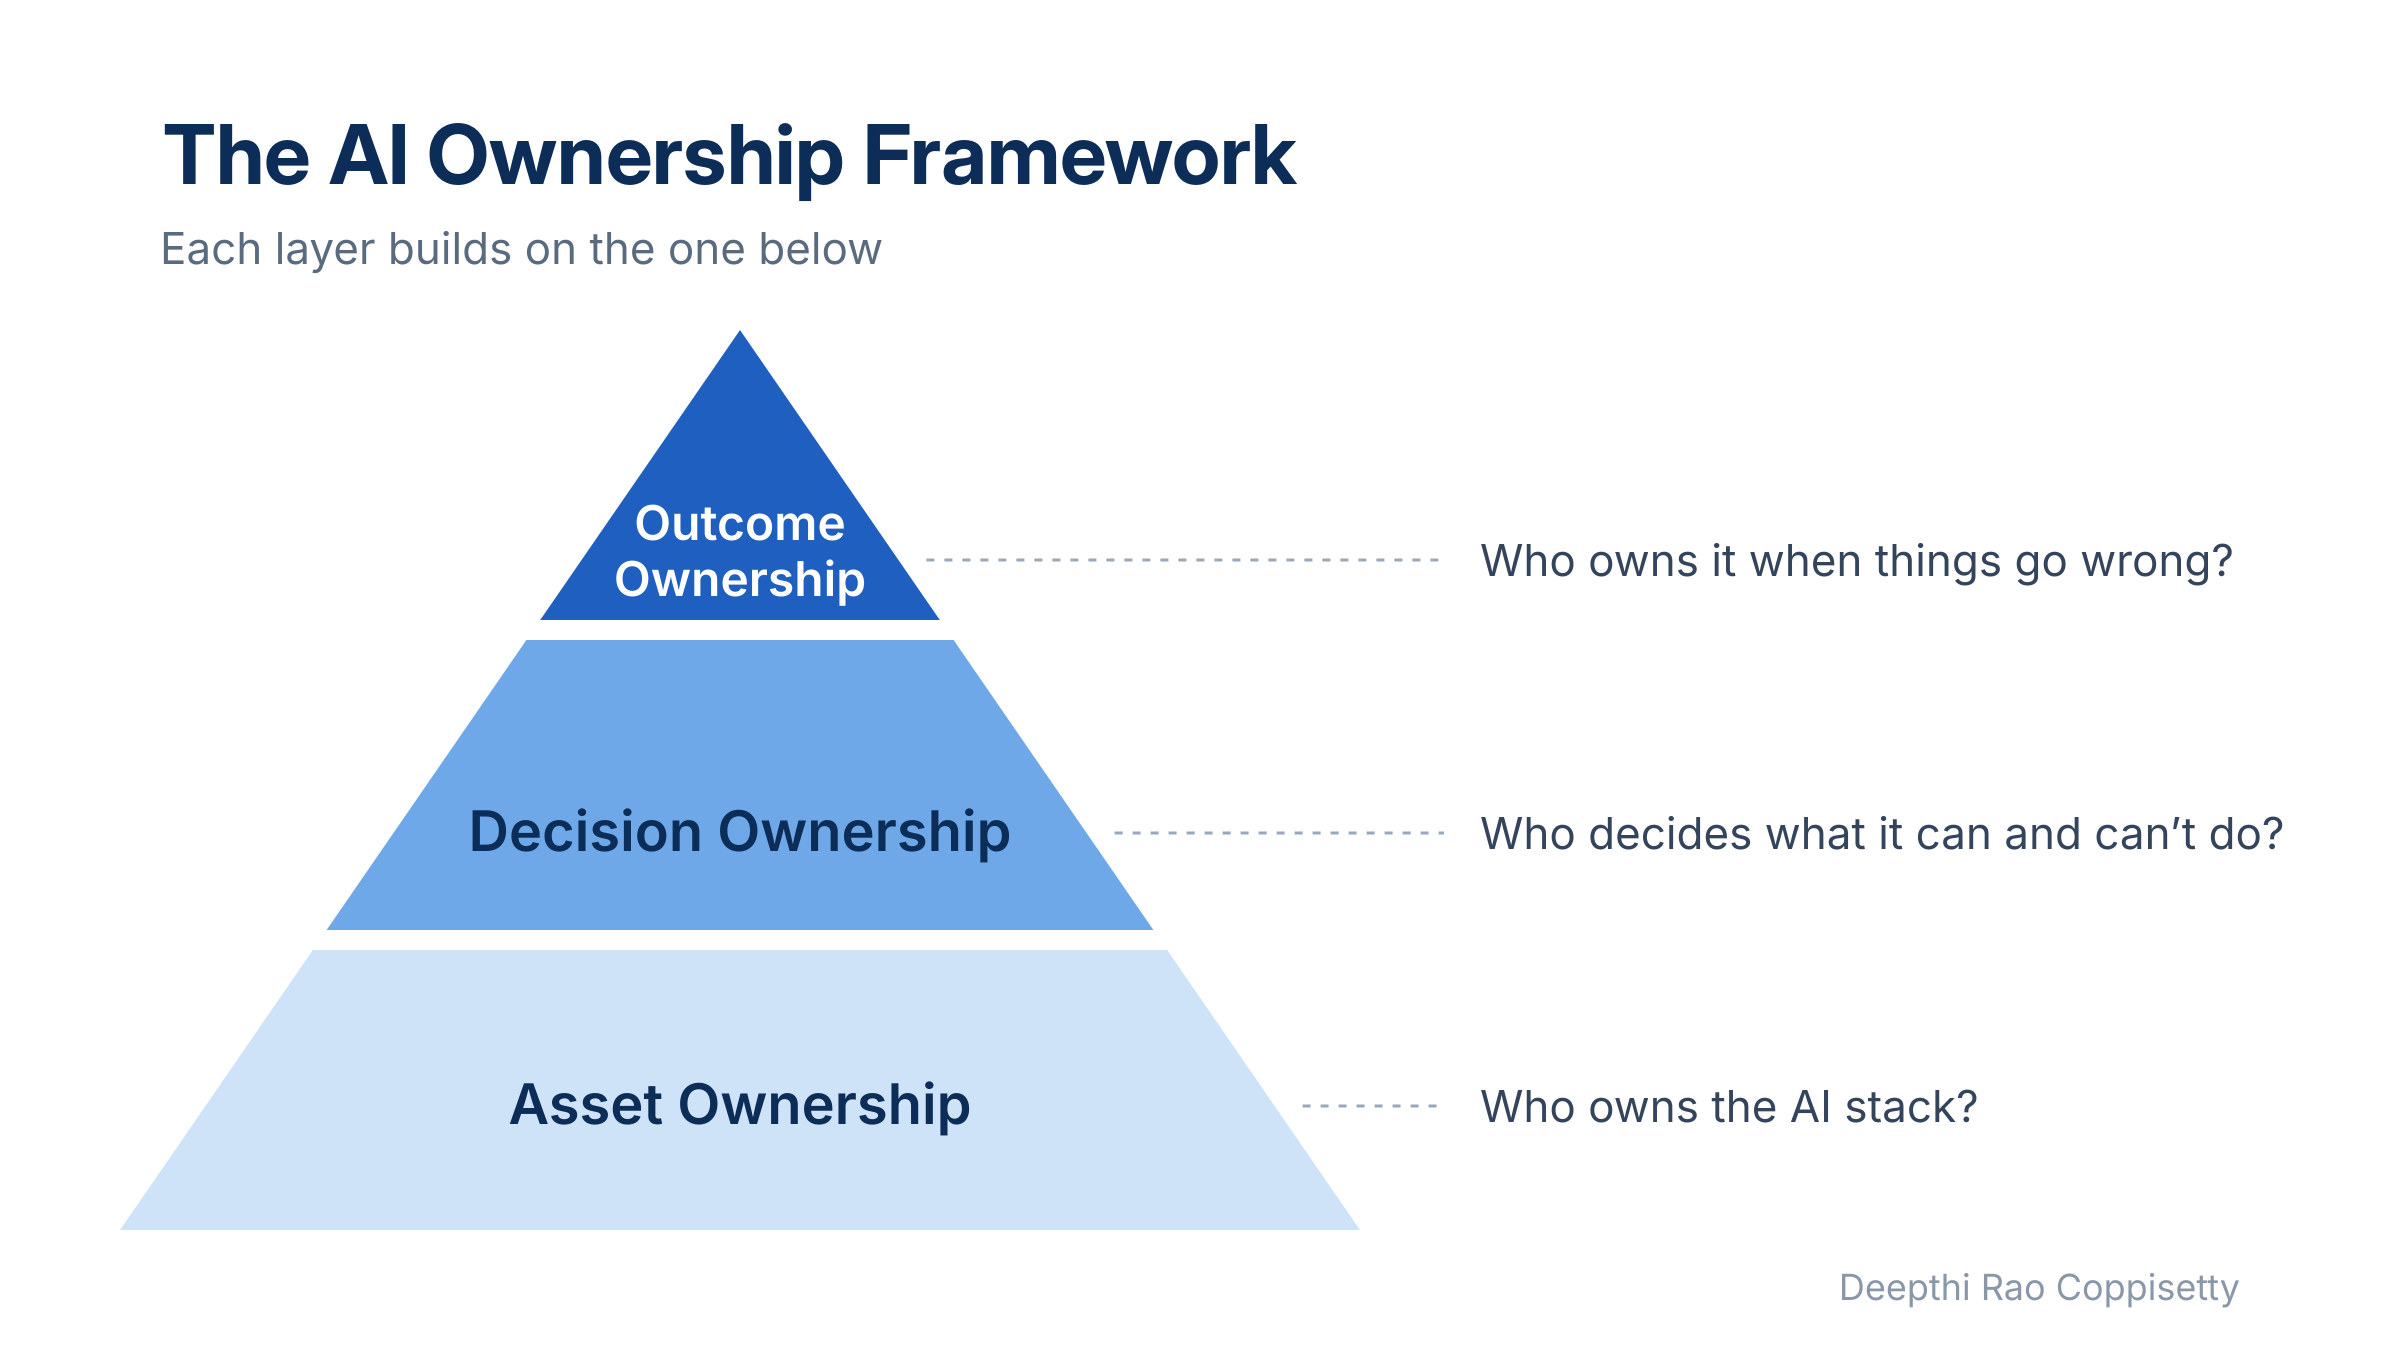 The AI Ownership Framework
Each layer builds on the one below
Outcome
Ownership
Who owns it when things go wrong?
Decision Ownership
Who decides what it can and can’t do?
Asset Ownership
Who owns the AI stack?
Deepthi Rao Coppisetty